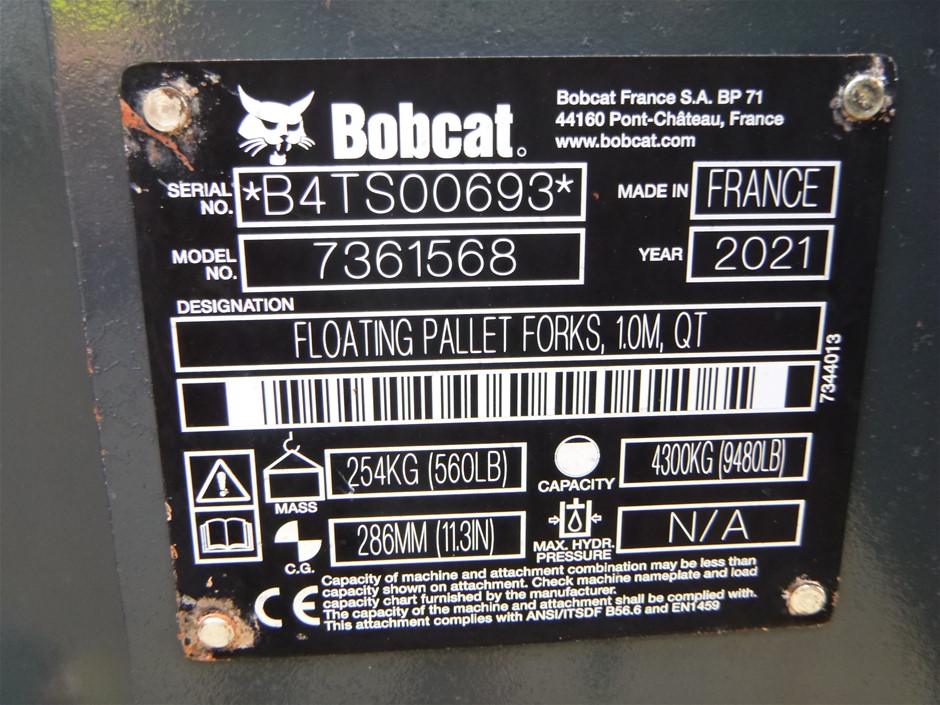 Bobcat
Bobcat France S.A. BP 71
44160 Pont-Château, France
www.bobcat.com
SERIAL NO. *B4TS00693*
MADE IN FRANCE
MODEL NO. 7361568
YEAR 2021
DESIGNATION
FLOATING PALLET FORKS, 1.0M, QT
7344013
MASS 254KG (560LB)
CAPACITY 4300KG (9480LB)
C.G. 286MM (11.3IN)
MAX. HYDR. PRESSURE N/A
CE
Capacity of machine and attachment combination may be less than
capacity shown on attachment. Check machine nameplate and load
capacity chart furnished by the manufacturer.
The capacity of the machine and attachment shall be complied with.
This attachment complies with ANSI/ITSDF B56.6 and EN1459